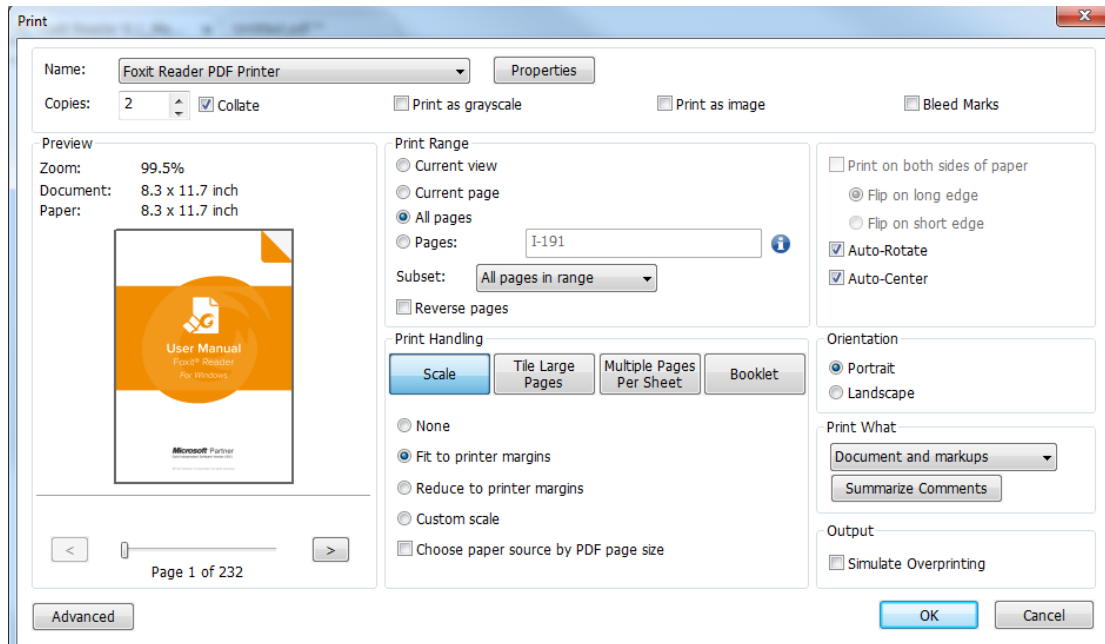 Print
Name: Foxit Reader PDF Printer Properties
Copies: 2 Collate Print as grayscale Print as image Bleed Marks
Preview
Zoom: 99.5%
Document: 8.3 x 11.7 inch
Paper: 8.3 x 11.7 inch
User Manual
Foxit® Reader
For Windows
Microsoft Partner
< >
Page 1 of 232
Print Range
Current view
Current page
All pages
Pages: I-191
Subset: All pages in range
Reverse pages
Print Handling
Scale Tile Large Pages Multiple Pages Per Sheet Booklet
None
Fit to printer margins
Reduce to printer margins
Custom scale
Choose paper source by PDF page size
Print on both sides of paper
Flip on long edge
Flip on short edge
Auto-Rotate
Auto-Center
Orientation
Portrait
Landscape
Print What
Document and markups
Summarize Comments
Output
Simulate Overprinting
Advanced OK Cancel